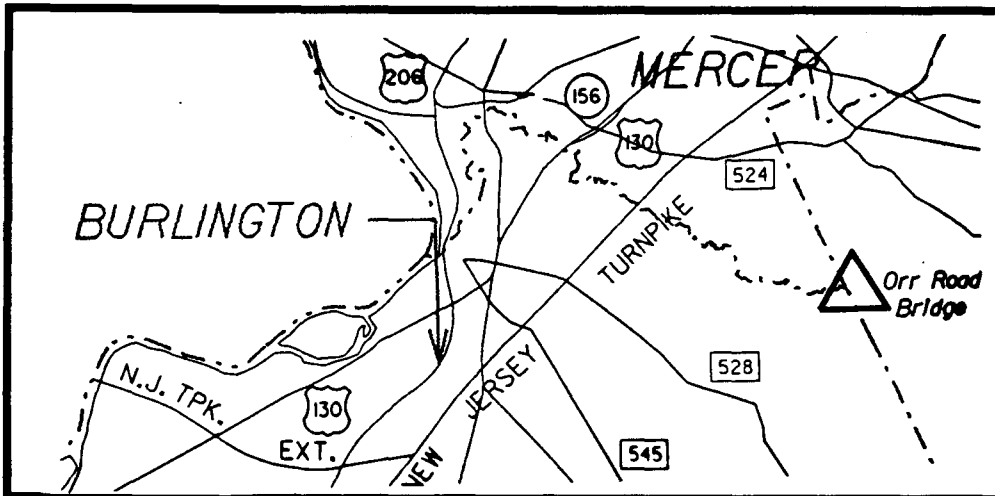 206
156
MERCER
130
524
BURLINGTON
NEW JERSEY TURNPIKE
Orr Road
Bridge
N.J. TPK.
EXT.
130
528
545